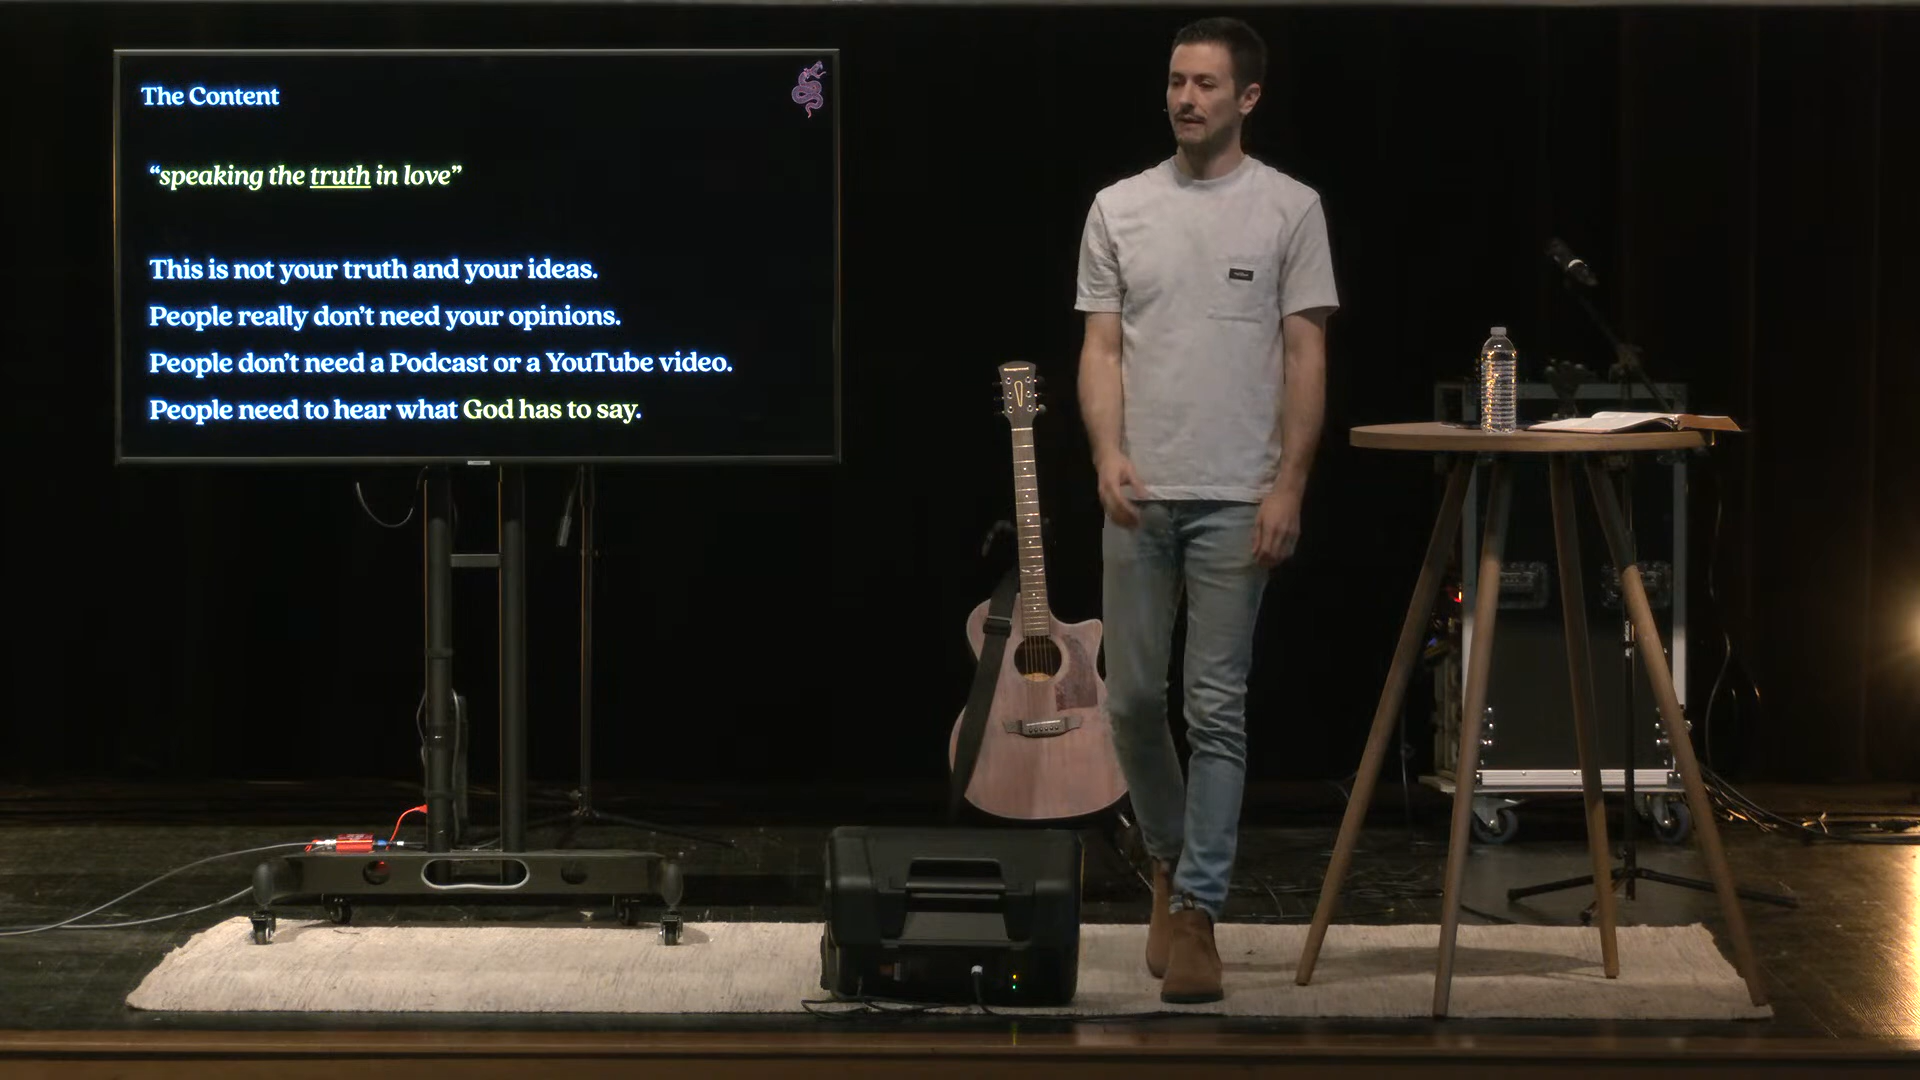 The Content
“speaking the truth in love”
This is not your truth and your ideas.
People really don’t need your opinions.
People don’t need a Podcast or a YouTube video.
People need to hear what God has to say.